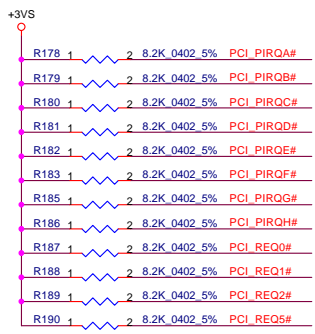 +3VS
R178 1 2 8.2K_0402_5% PCI_PIRQA#
R179 1 2 8.2K_0402_5% PCI_PIRQB#
R180 1 2 8.2K_0402_5% PCI_PIRQC#
R181 1 2 8.2K_0402_5% PCI_PIRQD#
R182 1 2 8.2K_0402_5% PCI_PIRQE#
R183 1 2 8.2K_0402_5% PCI_PIRQF#
R185 1 2 8.2K_0402_5% PCI_PIRQG#
R186 1 2 8.2K_0402_5% PCI_PIRQH#
R187 1 2 8.2K_0402_5% PCI_REQ0#
R188 1 2 8.2K_0402_5% PCI_REQ1#
R189 1 2 8.2K_0402_5% PCI_REQ2#
R190 1 2 8.2K_0402_5% PCI_REQ5#